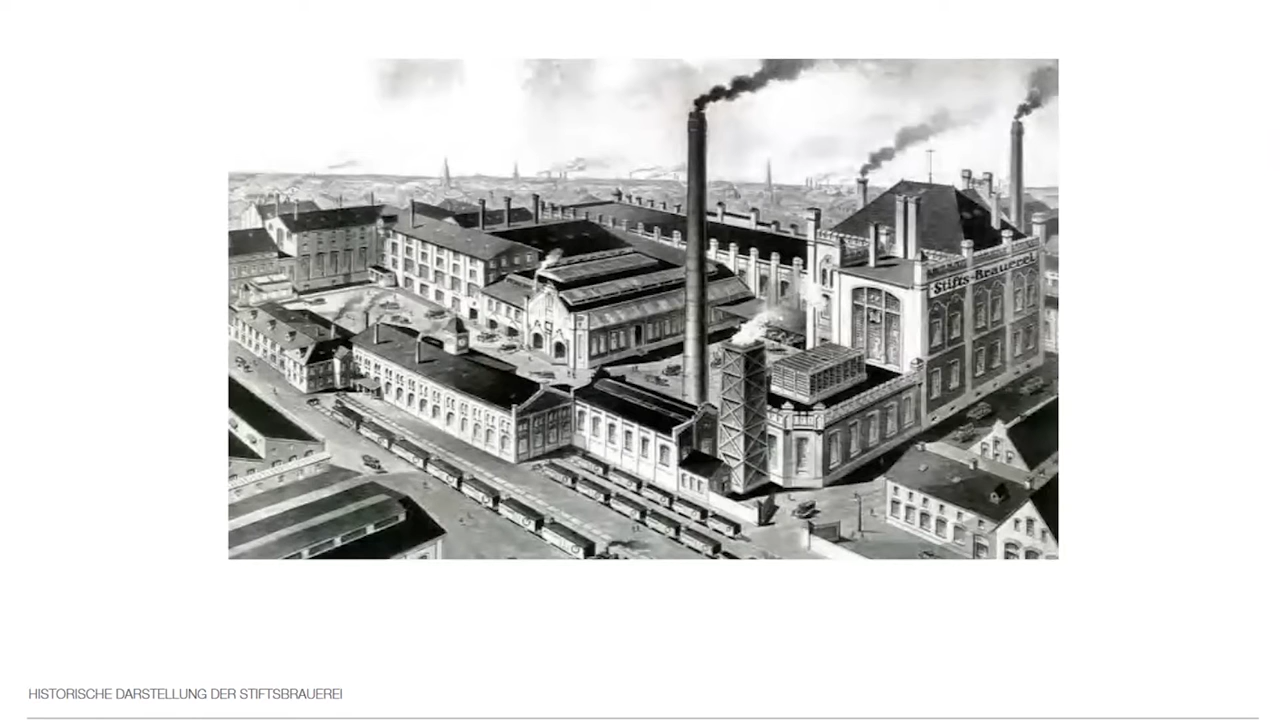 Stifts-Brauerei
HISTORISCHE DARSTELLUNG DER STIFTSBRAUEREI